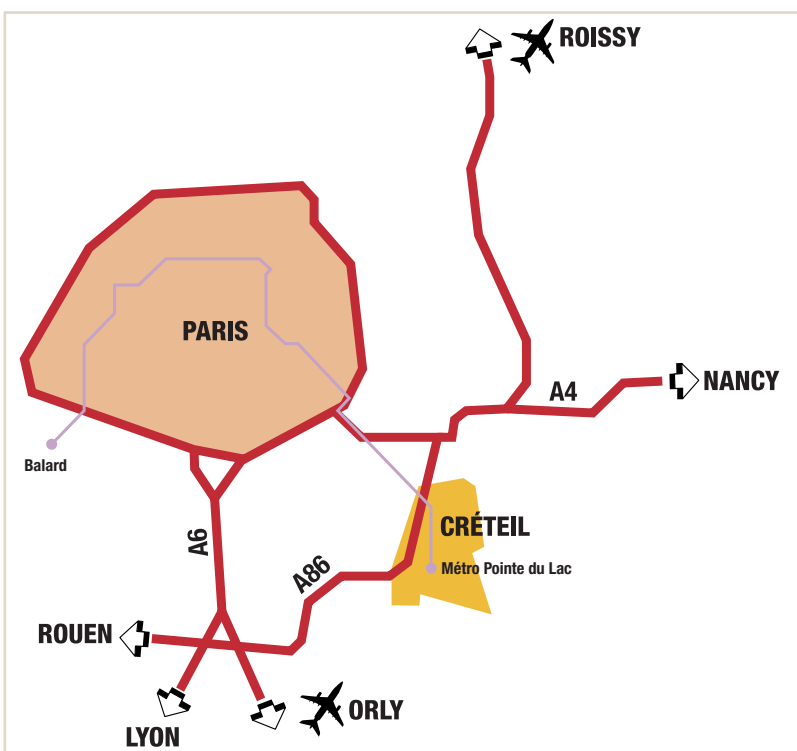 ROISSY
PARIS
A4
NANCY
Balard
CRÉTEIL
A6
A86
Métro Pointe du Lac
ROUEN
ORLY
LYON